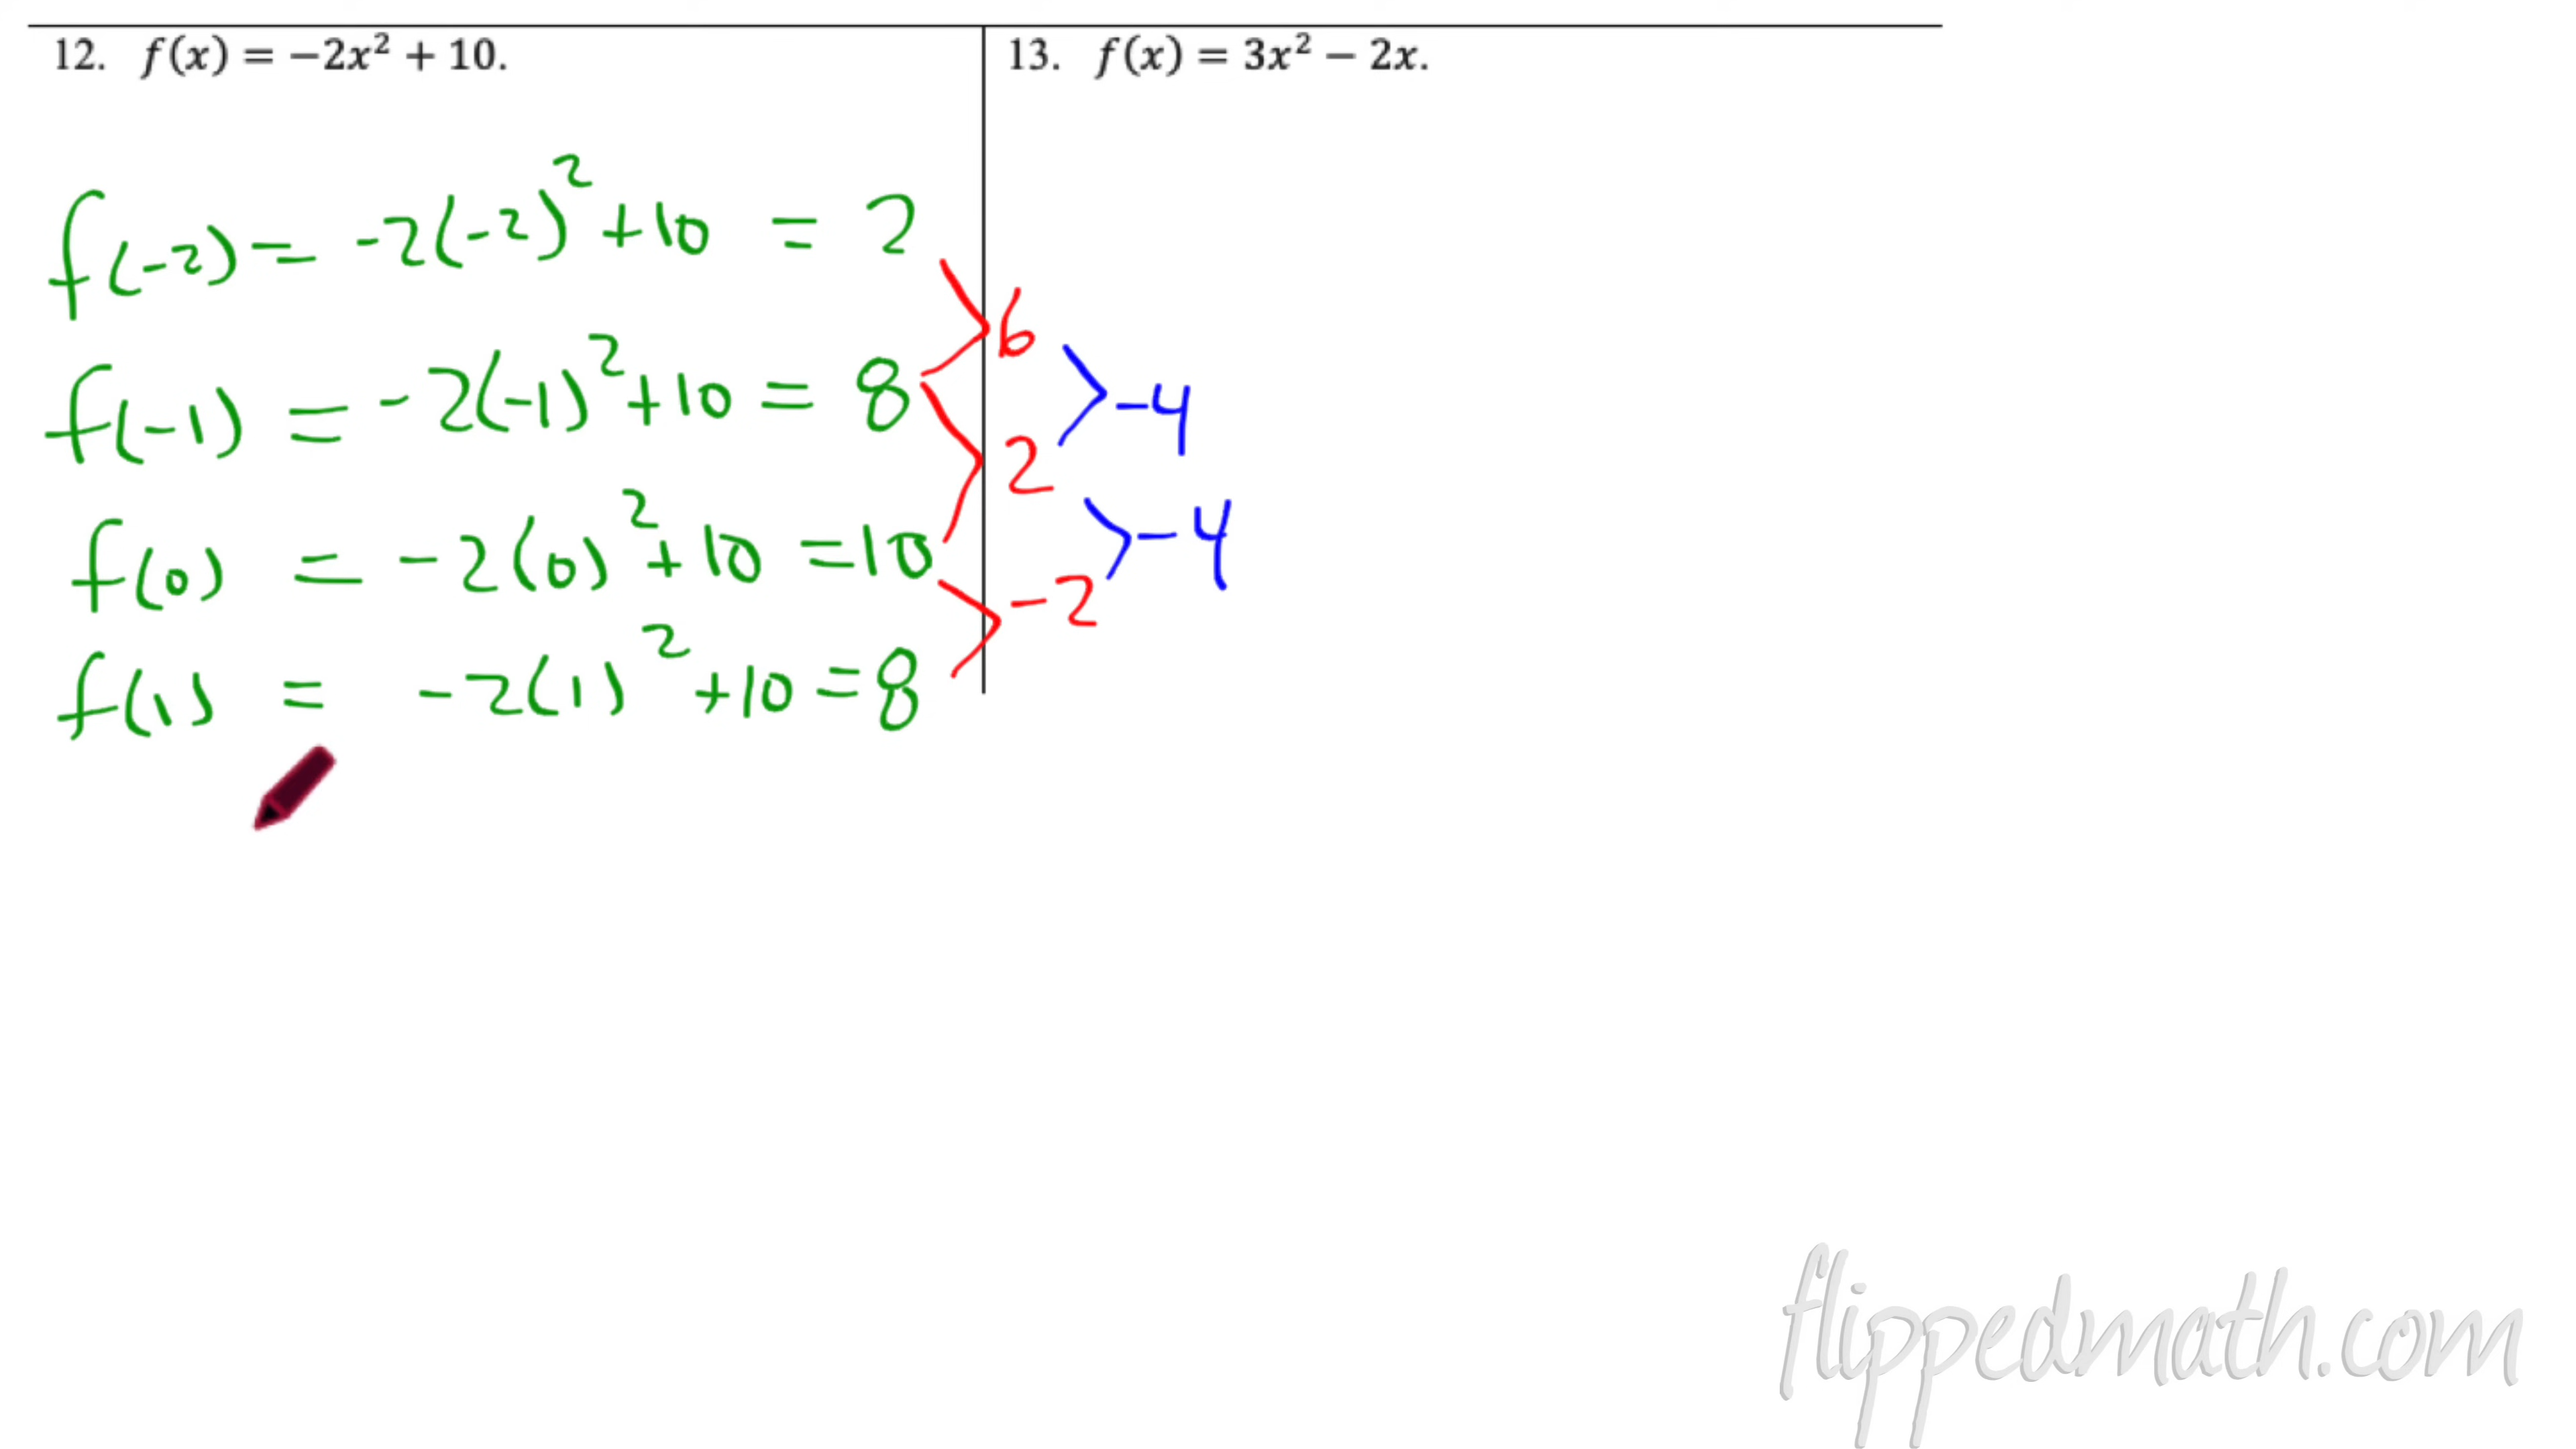 12. f(x) = −2x² + 10.
13. f(x) = 3x² − 2x.
f(-2) = -2(-2)² + 10 = 2
6
f(-1) = -2(-1)² + 10 = 8
-4
2
f(0) = -2(0)² + 10 = 10
-4
-2
f(1) = -2(1)² + 10 = 8
flippedmath.com